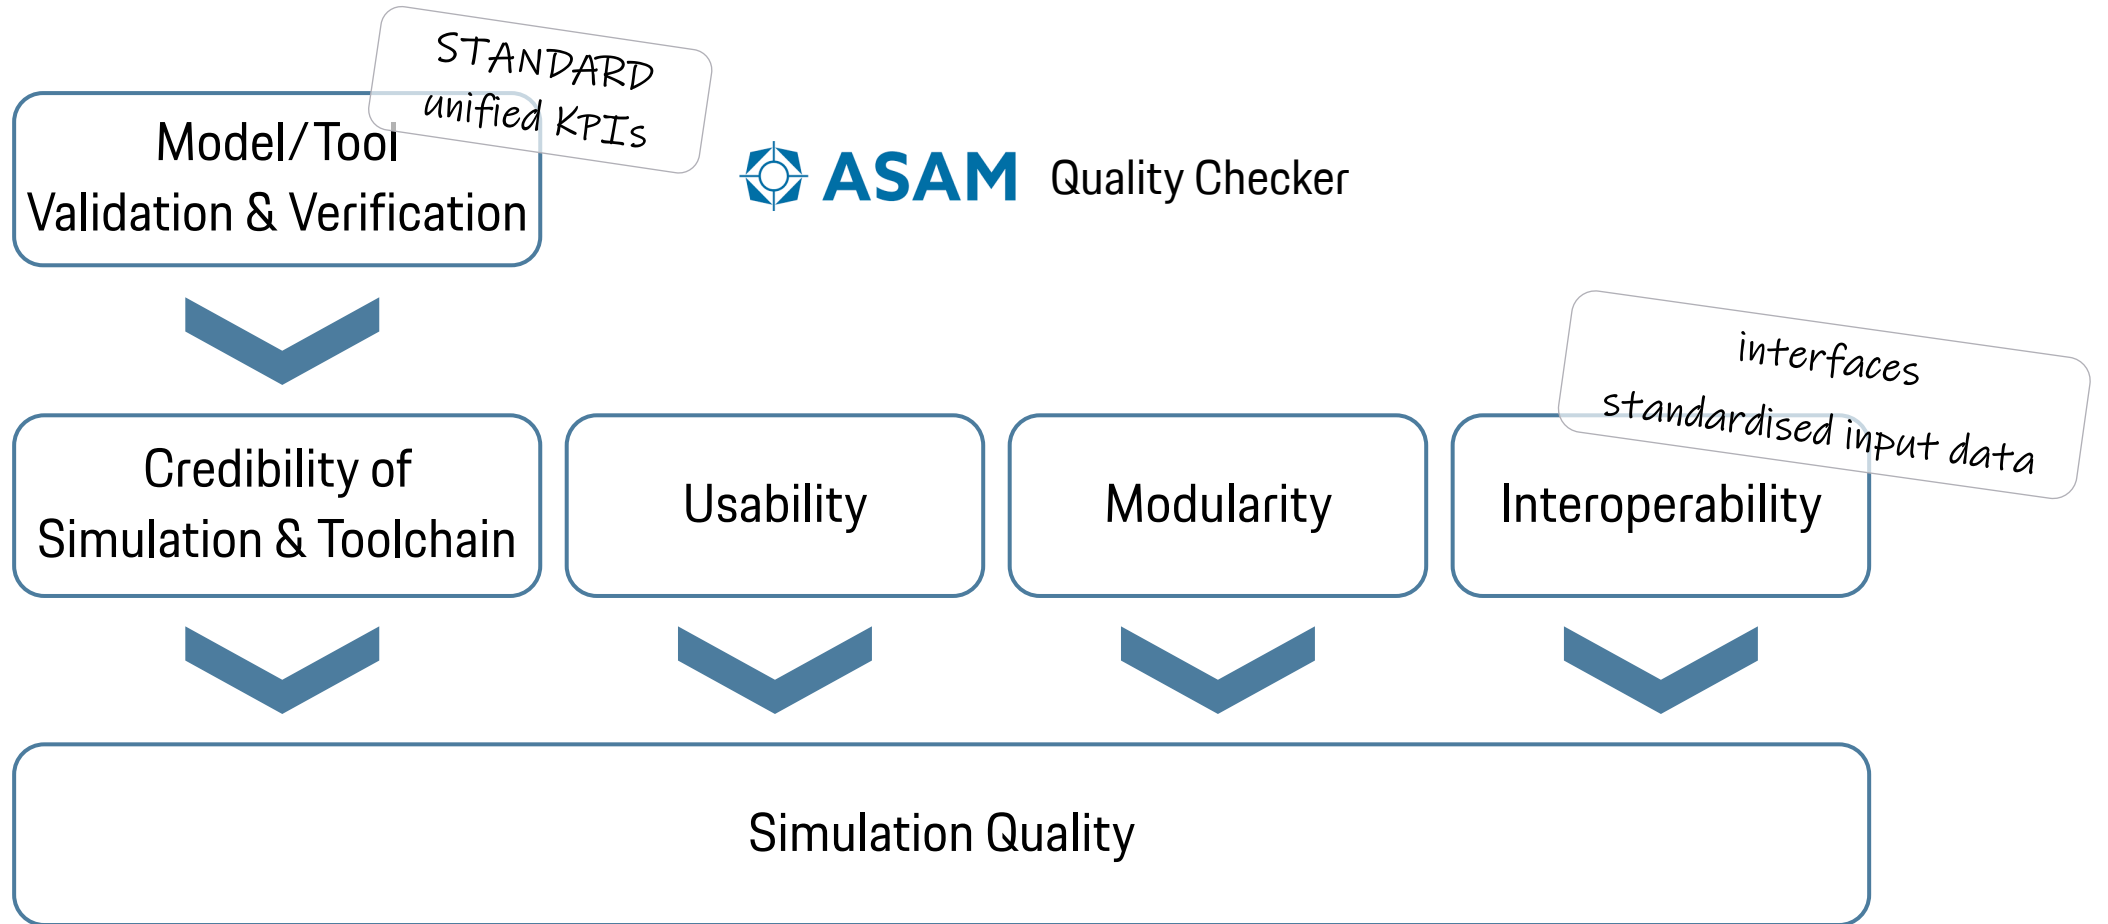 STANDARD
unified KPIs
Model/Tool
Validation & Verification
ASAM Quality Checker
interfaces
standardised input data
Credibility of
Simulation & Toolchain
Usability
Modularity
Interoperability
Simulation Quality